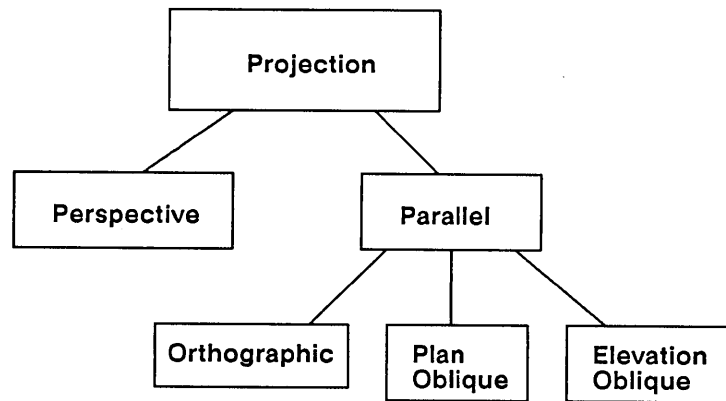 Projection
Perspective
Parallel
Orthographic
Plan
Oblique
Elevation
Oblique